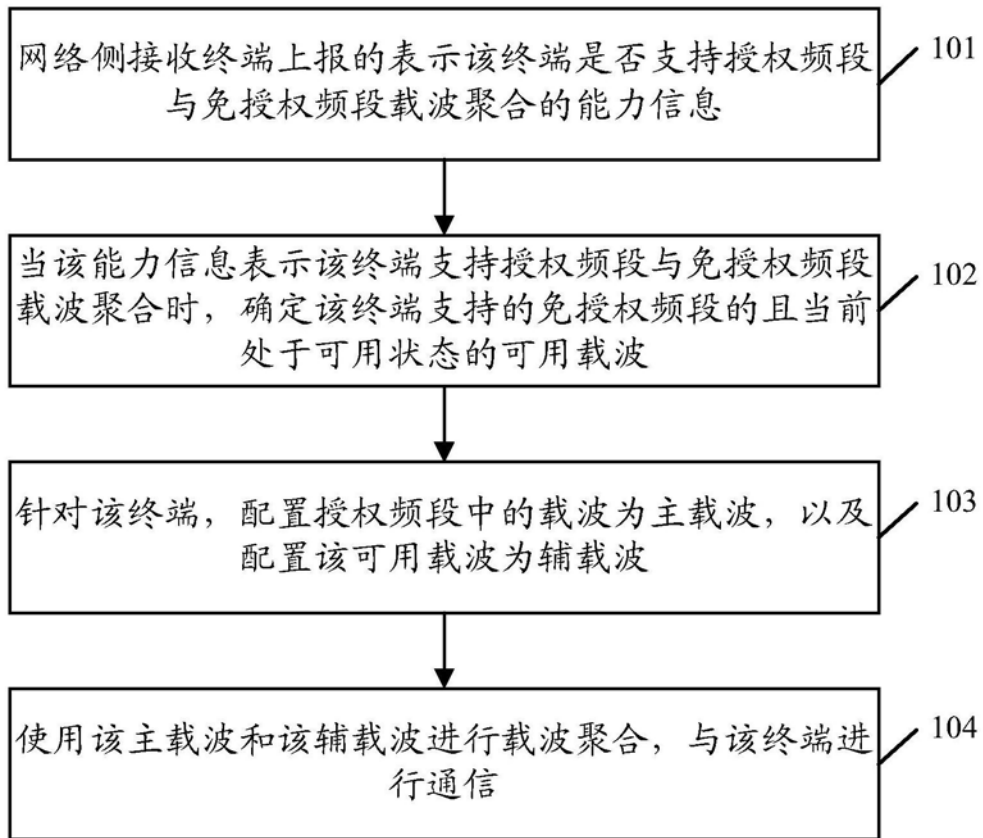 网络侧接收终端上报的表示该终端是否支持授权频段
与免授权频段载波聚合的能力信息
101
当该能力信息表示该终端支持授权频段与免授权频段
载波聚合时，确定该终端支持的免授权频段的且当前
处于可用状态的可用载波
102
针对该终端，配置授权频段中的载波为主载波，以及
配置该可用载波为辅载波
103
使用该主载波和该辅载波进行载波聚合，与该终端进
行通信
104